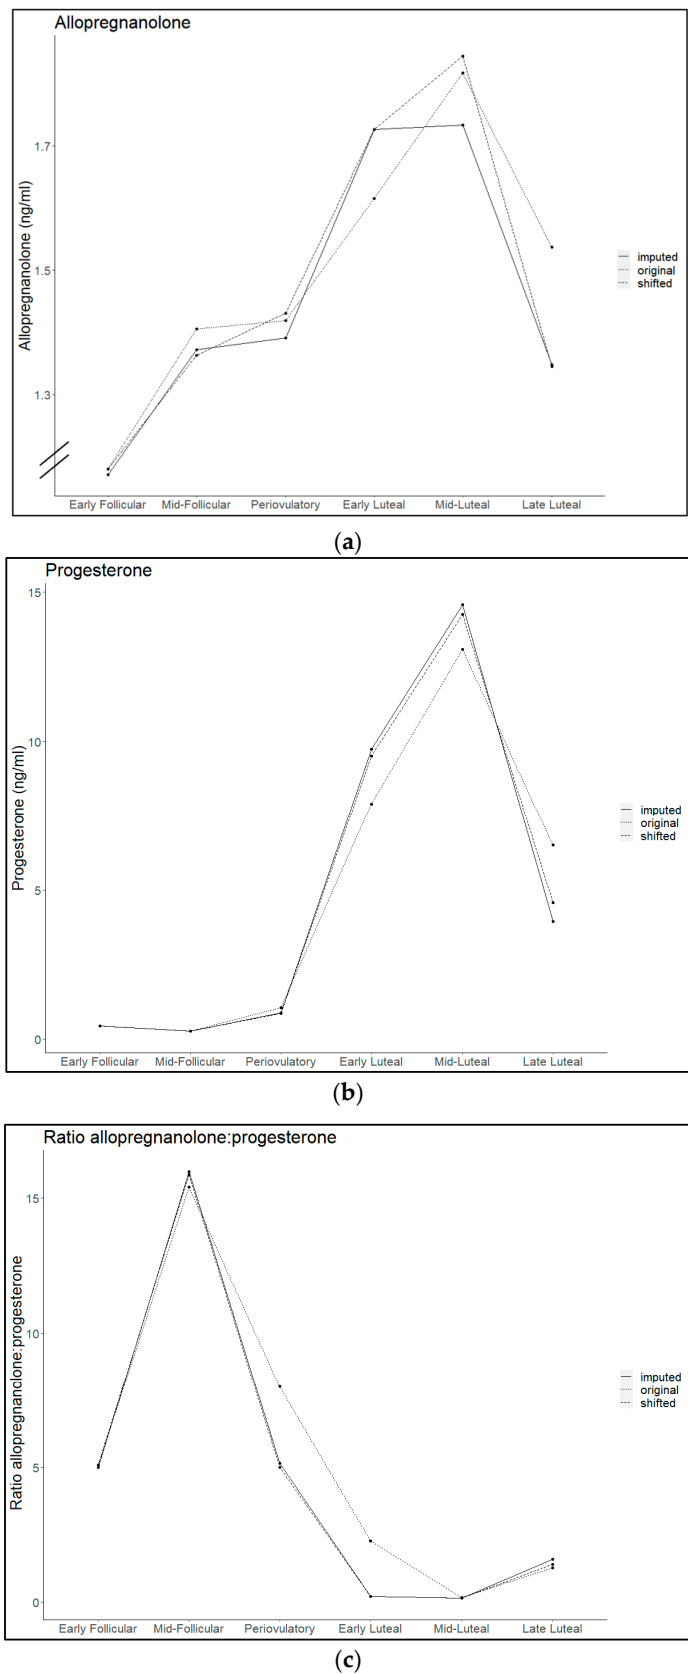 Allopregnanolone
Allopregnanolone (ng/ml)
1.7
1.5
1.3
imputed
original
shifted
Early Follicular Mid-Follicular Periovulatory Early Luteal Mid-Luteal Late Luteal
(a)
Progesterone
Progesterone (ng/ml)
15
10
5
0
imputed
original
shifted
Early Follicular Mid-Follicular Periovulatory Early Luteal Mid-Luteal Late Luteal
(b)
Ratio allopregnanolone:progesterone
Ratio allopregnanolone:progesterone
15
10
5
0
imputed
original
shifted
Early Follicular Mid-Follicular Periovulatory Early Luteal Mid-Luteal Late Luteal
(c)